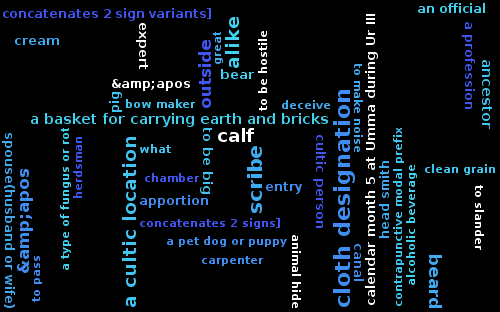 concatenates 2 sign variants]
an official
cream
expert
great
alike
outside
bear
to be hostile
a profession
ancestor
&amp;apos
pig
bow maker
deceive
to make noise
calendar month 5 at Umma during Ur III
a basket for carrying earth and bricks
calf
to be big
what
cultic person
cloth designation
contrapunctive modal prefix
spouse(husband or wife)
a type of fungus or rot
herdsman
a cultic location
scribe
head smith
alcoholic beverage
clean grain
chamber
entry
&amp;apos
apportion
to slander
concatenates 2 signs]
a pet dog or puppy
animal hide
canal
carpenter
to pass
beard